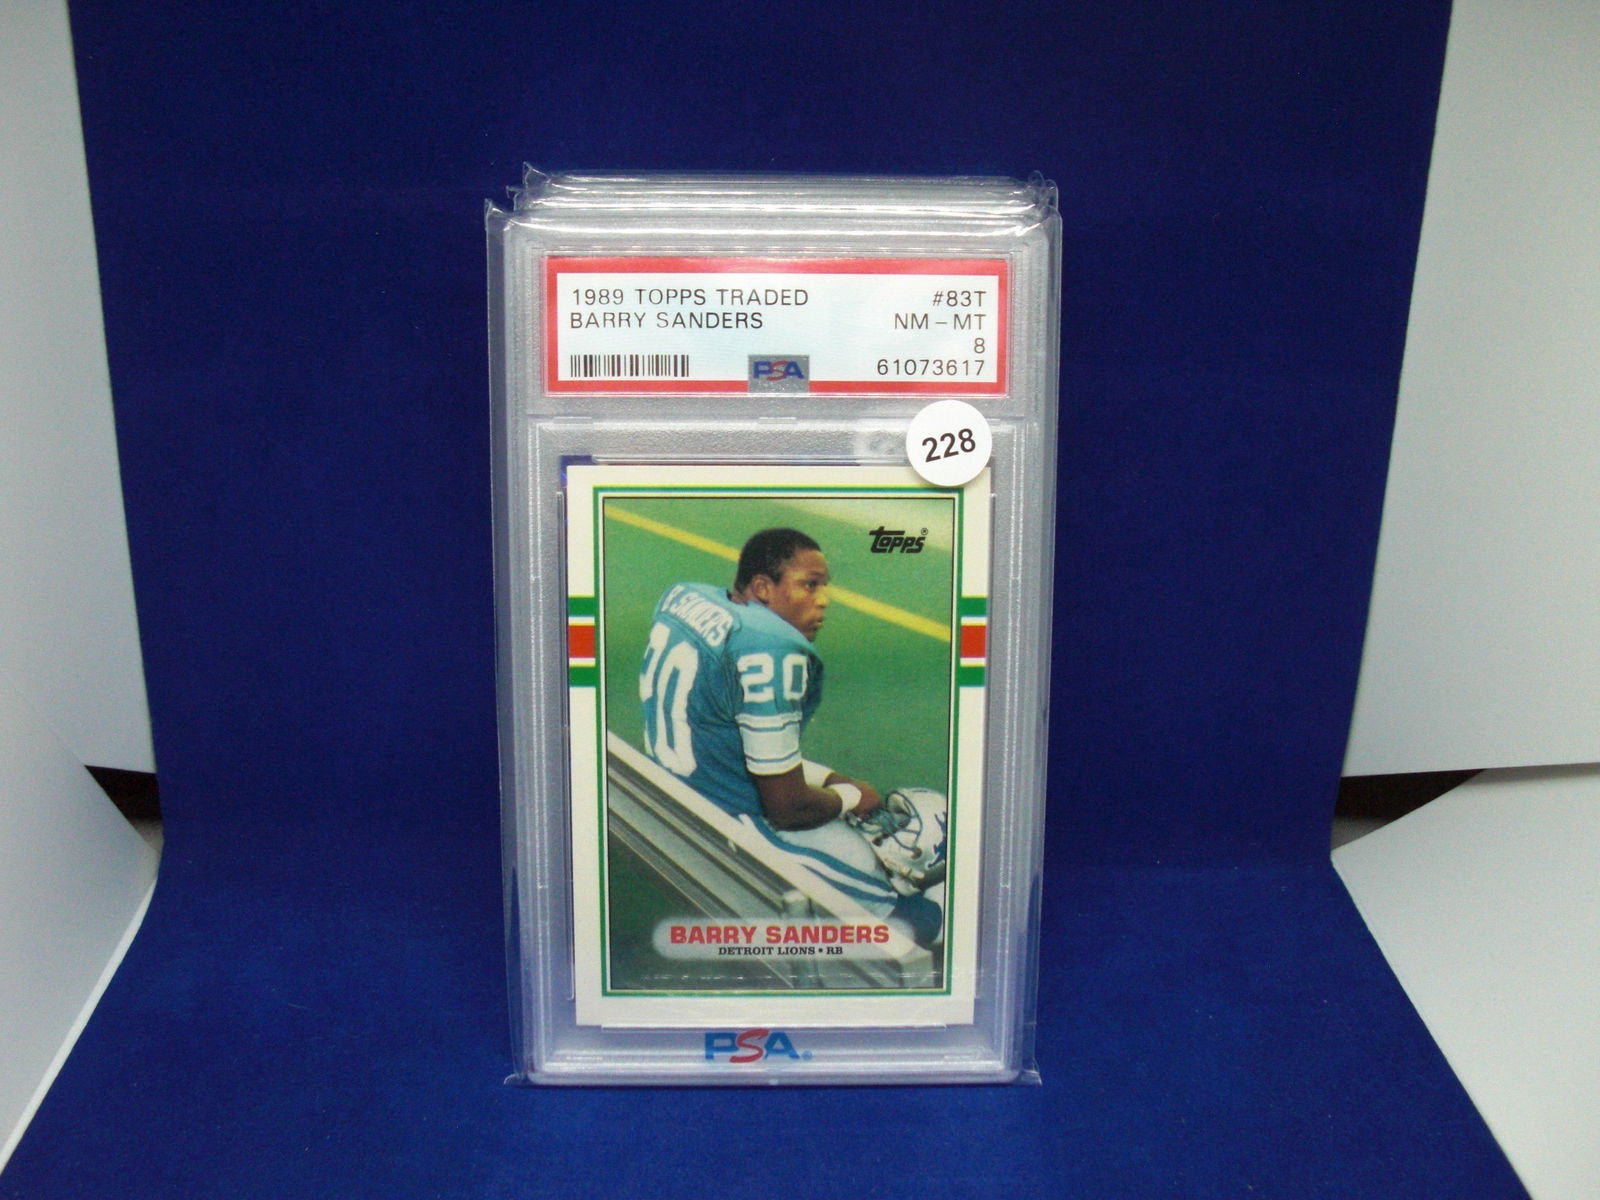 1989 TOPPS TRADED #83T
BARRY SANDERS NM - MT
8
PSA 61073617
228
topps®
B. SANDERS
20
20
BARRY SANDERS
DETROIT LIONS • RB
PSA®